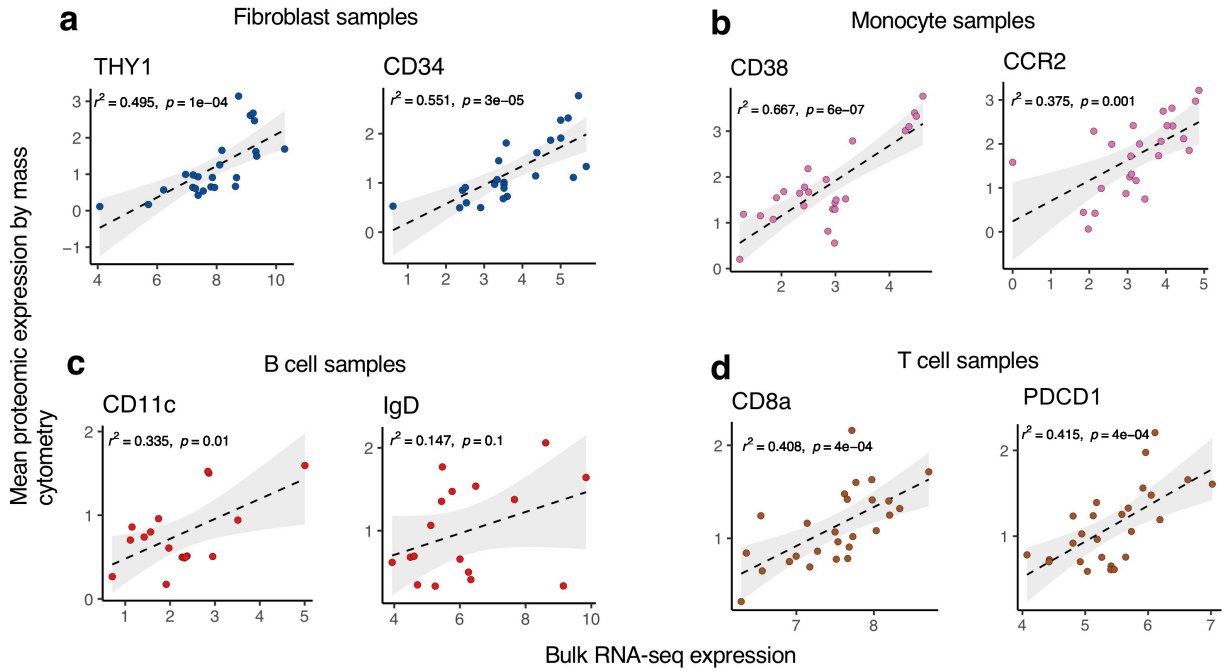 a
Fibroblast samples
THY1
r² = 0.495, p = 1e−04
3
2
1
0
−1
4
6
8
10
CD34
r² = 0.551, p = 3e−05
2
1
0
1
2
3
4
5
b
Monocyte samples
CD38
r² = 0.667, p = 6e−07
3
2
1
0
2
3
4
CCR2
r² = 0.375, p = 0.001
3
2
1
0
0
1
2
3
4
5
Mean proteomic expression by mass
cytometry
c
B cell samples
CD11c
r² = 0.335, p = 0.01
2
1
0
1
2
3
4
5
IgD
r² = 0.147, p = 0.1
2
1
4
6
8
10
d
T cell samples
CD8a
r² = 0.408, p = 4e−04
2
1
7
8
PDCD1
r² = 0.415, p = 4e−04
2
1
4
5
6
7
Bulk RNA-seq expression